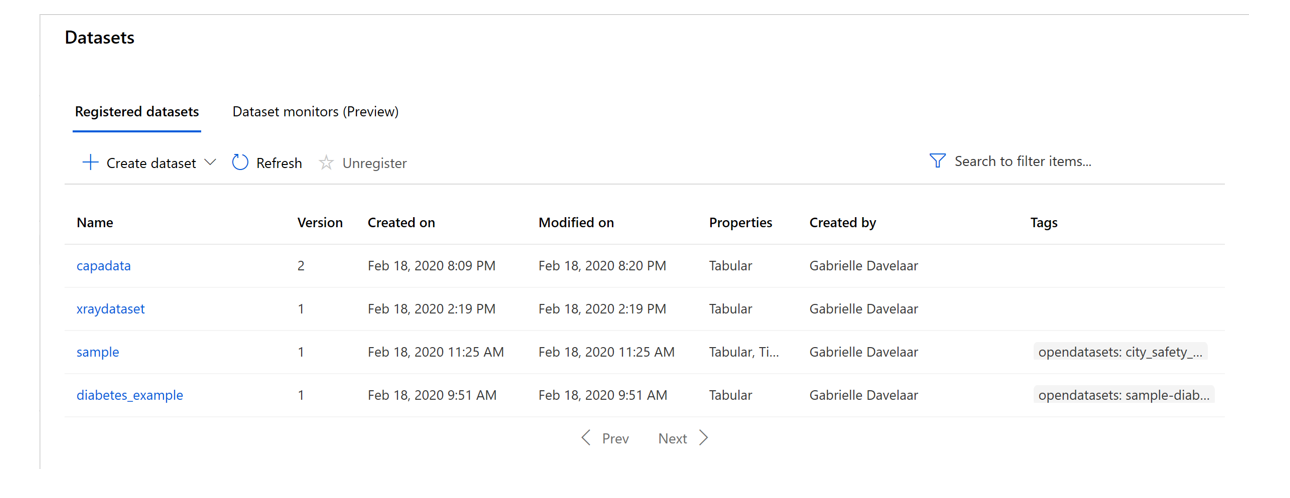 Datasets
Registered datasets Dataset monitors (Preview)
Create dataset Refresh Unregister Search to filter items...
Name Version Created on Modified on Properties Created by Tags
capadata 2 Feb 18, 2020 8:09 PM Feb 18, 2020 8:20 PM Tabular Gabrielle Davelaar
xraydataset 1 Feb 18, 2020 2:19 PM Feb 18, 2020 2:19 PM Tabular Gabrielle Davelaar
sample 1 Feb 18, 2020 11:25 AM Feb 18, 2020 11:25 AM Tabular, Ti... Gabrielle Davelaar opendatasets: city_safety_...
diabetes_example 1 Feb 18, 2020 9:51 AM Feb 18, 2020 9:51 AM Tabular Gabrielle Davelaar opendatasets: sample-diab...
Prev Next